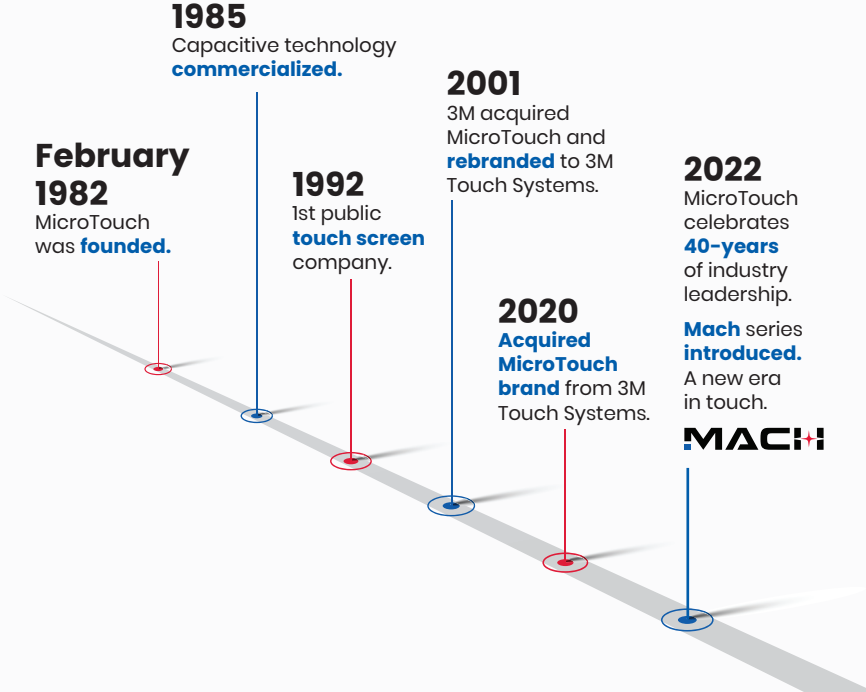 1985
Capacitive technology
commercialized.
February
1982
MicroTouch
was founded.
1992
1st public
touch screen
company.
2001
3M acquired
MicroTouch and
rebranded to 3M
Touch Systems.
2020
Acquired
MicroTouch
brand from 3M
Touch Systems.
2022
MicroTouch
celebrates
40-years
of industry
leadership.
Mach series
introduced.
A new era
in touch.
MACH